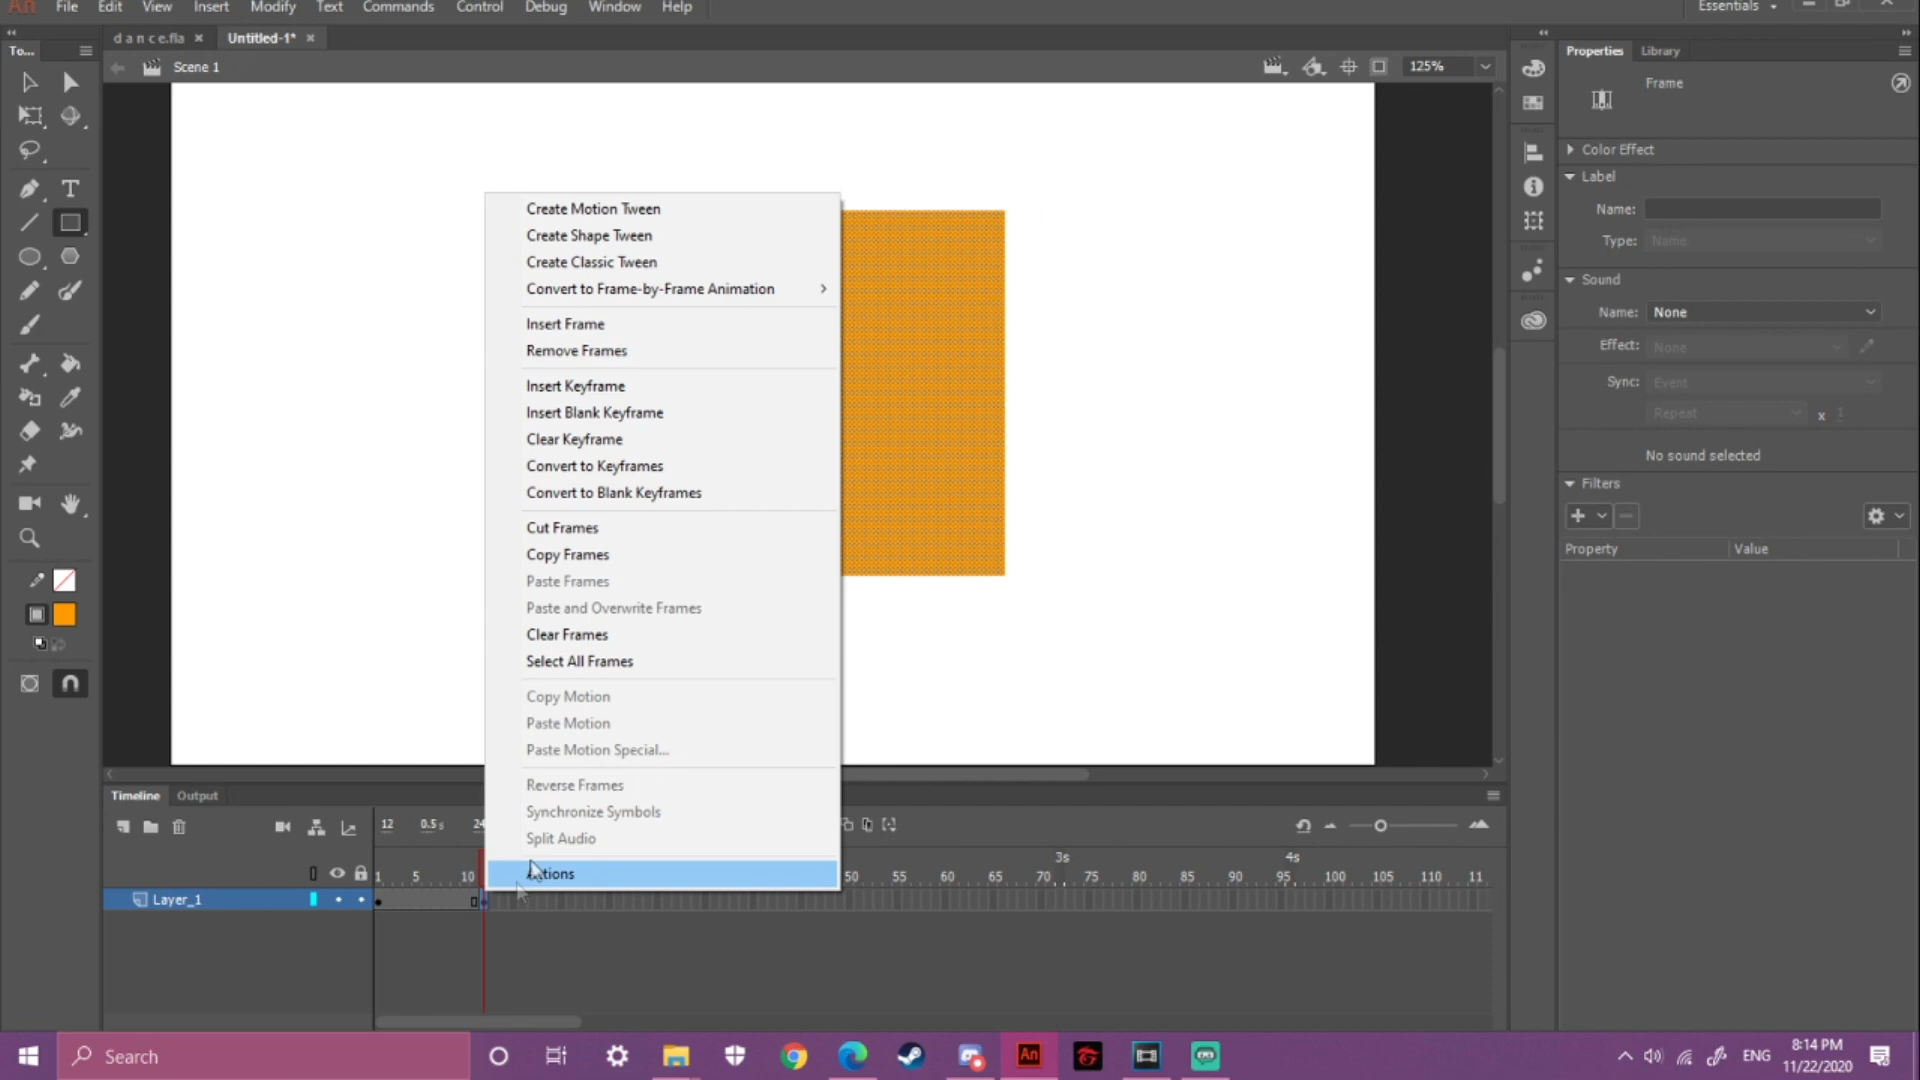 An File Edit View Insert Modify Text Commands Control Debug Window Help Essentials
To... dance.fla × Untitled-1* × Properties Library
Scene 1 125%
Frame
Color Effect
Label
Name:
Type: Name
Sound
Name: None
Effect: None
Sync: Event
Repeat x 1
No sound selected
Filters
Property Value
Create Motion Tween
Create Shape Tween
Create Classic Tween
Convert to Frame-by-Frame Animation
Insert Frame
Remove Frames
Insert Keyframe
Insert Blank Keyframe
Clear Keyframe
Convert to Keyframes
Convert to Blank Keyframes
Cut Frames
Copy Frames
Paste Frames
Paste and Overwrite Frames
Clear Frames
Select All Frames
Copy Motion
Paste Motion
Paste Motion Special...
Reverse Frames
Synchronize Symbols
Split Audio
Timeline Output
12 0.5 s 24
3s 4s
1 5 10 50 55 60 65 70 75 80 85 90 95 100 105 110 11
Layer_1
Search An ENG 8:14 PM
11/22/2020